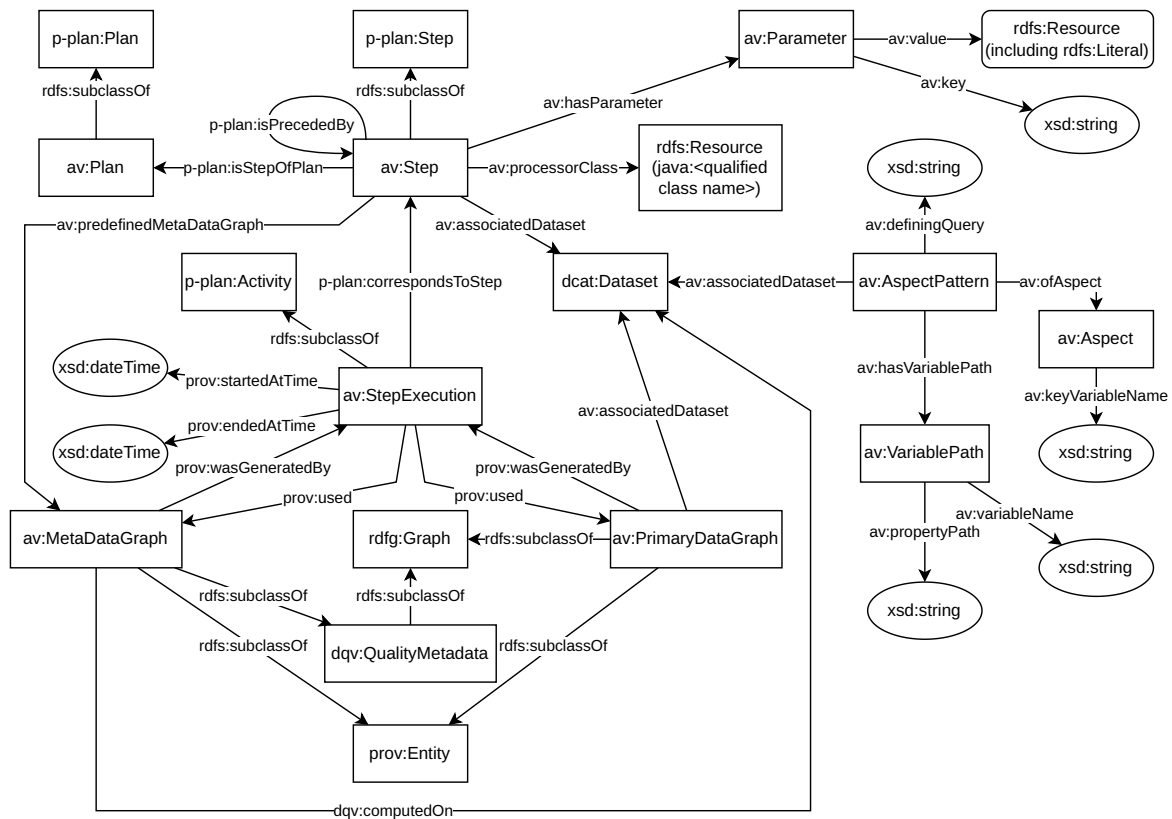 p-plan:Plan
p-plan:Step
av:Parameter
av:value
rdfs:Resource
(including rdfs:Literal)
rdfs:subclassOf
rdfs:subclassOf
av:key
av:hasParameter
p-plan:isPrecededBy
xsd:string
rdfs:Resource
(java:<qualified
class name>)
av:Plan
p-plan:isStepOfPlan
av:Step
av:processorClass
xsd:string
av:predefinedMetaDataGraph
av:associatedDataset
av:definingQuery
p-plan:Activity
p-plan:correspondsToStep
dcat:Dataset
av:associatedDataset
av:AspectPattern
av:ofAspect
rdfs:subclassOf
av:Aspect
xsd:dateTime
prov:startedAtTime
av:hasVariablePath
av:StepExecution
av:keyVariableName
av:associatedDataset
prov:endedAtTime
xsd:dateTime
av:VariablePath
xsd:string
prov:wasGeneratedBy
prov:wasGeneratedBy
prov:used
prov:used
av:variableName
av:propertyPath
av:MetaDataGraph
rdfg:Graph
rdfs:subclassOf
av:PrimaryDataGraph
xsd:string
rdfs:subclassOf
rdfs:subclassOf
xsd:string
rdfs:subclassOf
dqv:QualityMetadata
rdfs:subclassOf
prov:Entity
dqv:computedOn